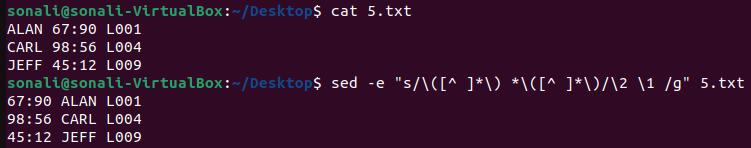 sonali@sonali-VirtualBox:~/Desktop$ cat 5.txt
ALAN 67:90 L001
CARL 98:56 L004
JEFF 45:12 L009
sonali@sonali-VirtualBox:~/Desktop$ sed -e "s/\([^ ]*\) *\([^ ]*\)/\2 \1 /g" 5.txt
67:90 ALAN L001
98:56 CARL L004
45:12 JEFF L009